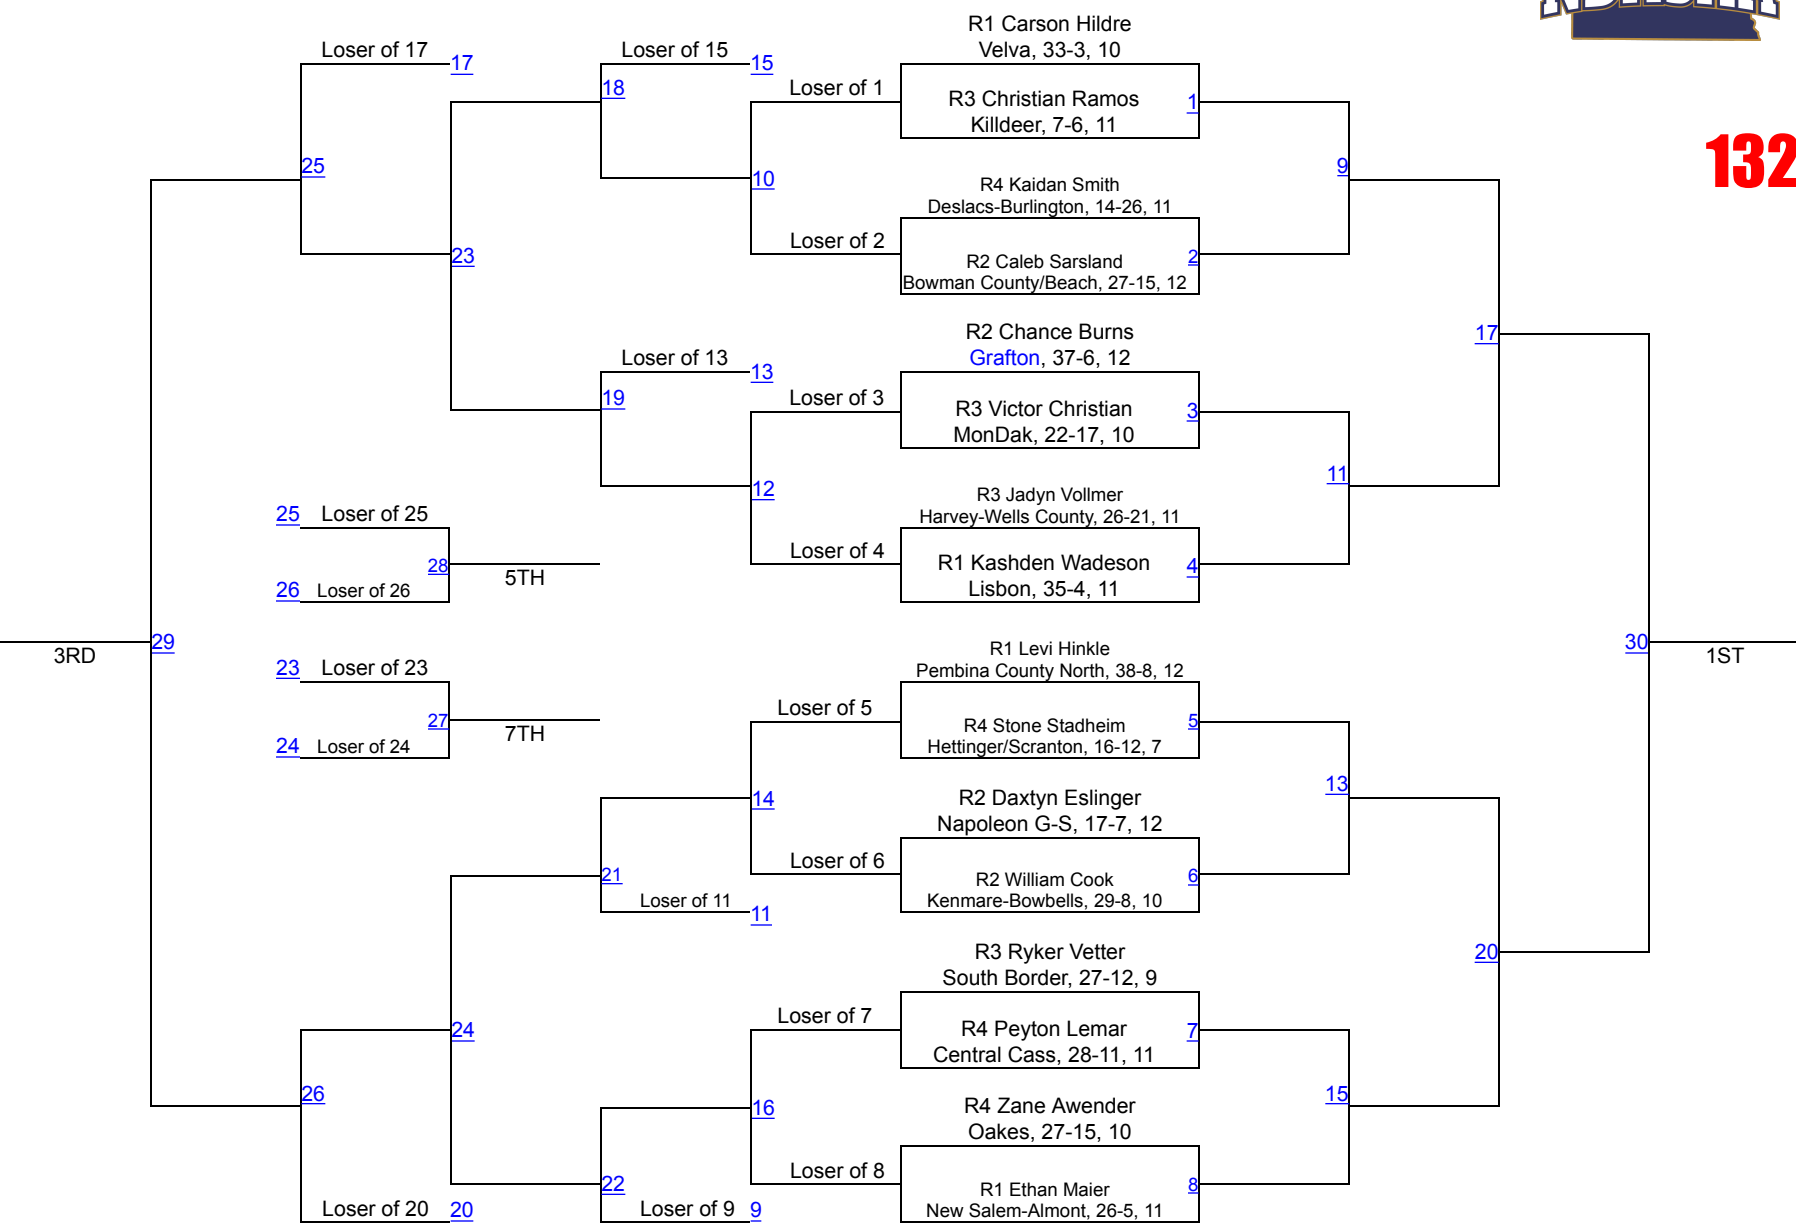 R1 Carson Hildre
Velva, 33-3, 10
Loser of 17
17
Loser of 15
15
18
Loser of 1
R3 Christian Ramos
Killdeer, 7-6, 11
1
132
25
10
9
R4 Kaidan Smith
Deslacs-Burlington, 14-26, 11
Loser of 2
23
R2 Caleb Sarsland
Bowman County/Beach, 27-15, 12
2
R2 Chance Burns
Grafton, 37-6, 12
17
Loser of 13
13
19
Loser of 3
R3 Victor Christian
MonDak, 22-17, 10
3
12
11
R3 Jadyn Vollmer
Harvey-Wells County, 26-21, 11
25
Loser of 25
28
5TH
26
Loser of 26
Loser of 4
R1 Kashden Wadeson
Lisbon, 35-4, 11
4
3RD
29
30
1ST
R1 Levi Hinkle
Pembina County North, 38-8, 12
23
Loser of 23
27
7TH
24
Loser of 24
Loser of 5
R4 Stone Stadheim
Hettinger/Scranton, 16-12, 7
5
14
13
R2 Daxtyn Eslinger
Napoleon G-S, 17-7, 12
Loser of 6
21
R2 William Cook
Kenmare-Bowbells, 29-8, 10
6
Loser of 11
11
R3 Ryker Vetter
South Border, 27-12, 9
20
Loser of 7
24
R4 Peyton Lemar
Central Cass, 28-11, 11
7
26
16
15
R4 Zane Awender
Oakes, 27-15, 10
Loser of 8
22
R1 Ethan Maier
New Salem-Almont, 26-5, 11
8
Loser of 20
20
Loser of 9
9